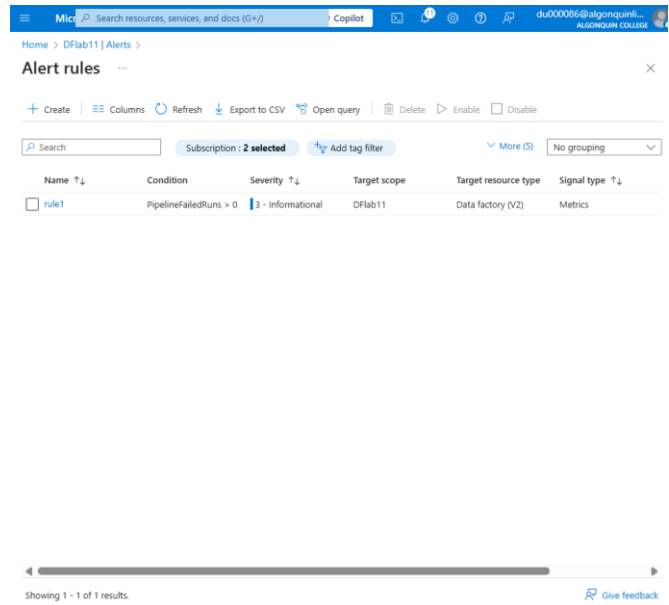 Micr Search resources, services, and docs (G+/) Copilot 11 du000086@algonquinli...
ALGONQUIN COLLEGE
Home > DFlab11 | Alerts >
Alert rules ...
+ Create Columns Refresh Export to CSV Open query Delete Enable Disable
Search Subscription : 2 selected Add tag filter More (5) No grouping
Name ↑↓ Condition Severity ↑↓ Target scope Target resource type Signal type ↑↓
rule1 PipelineFailedRuns > 0 3 - Informational DFlab11 Data factory (V2) Metrics
Showing 1 - 1 of 1 results. Give feedback